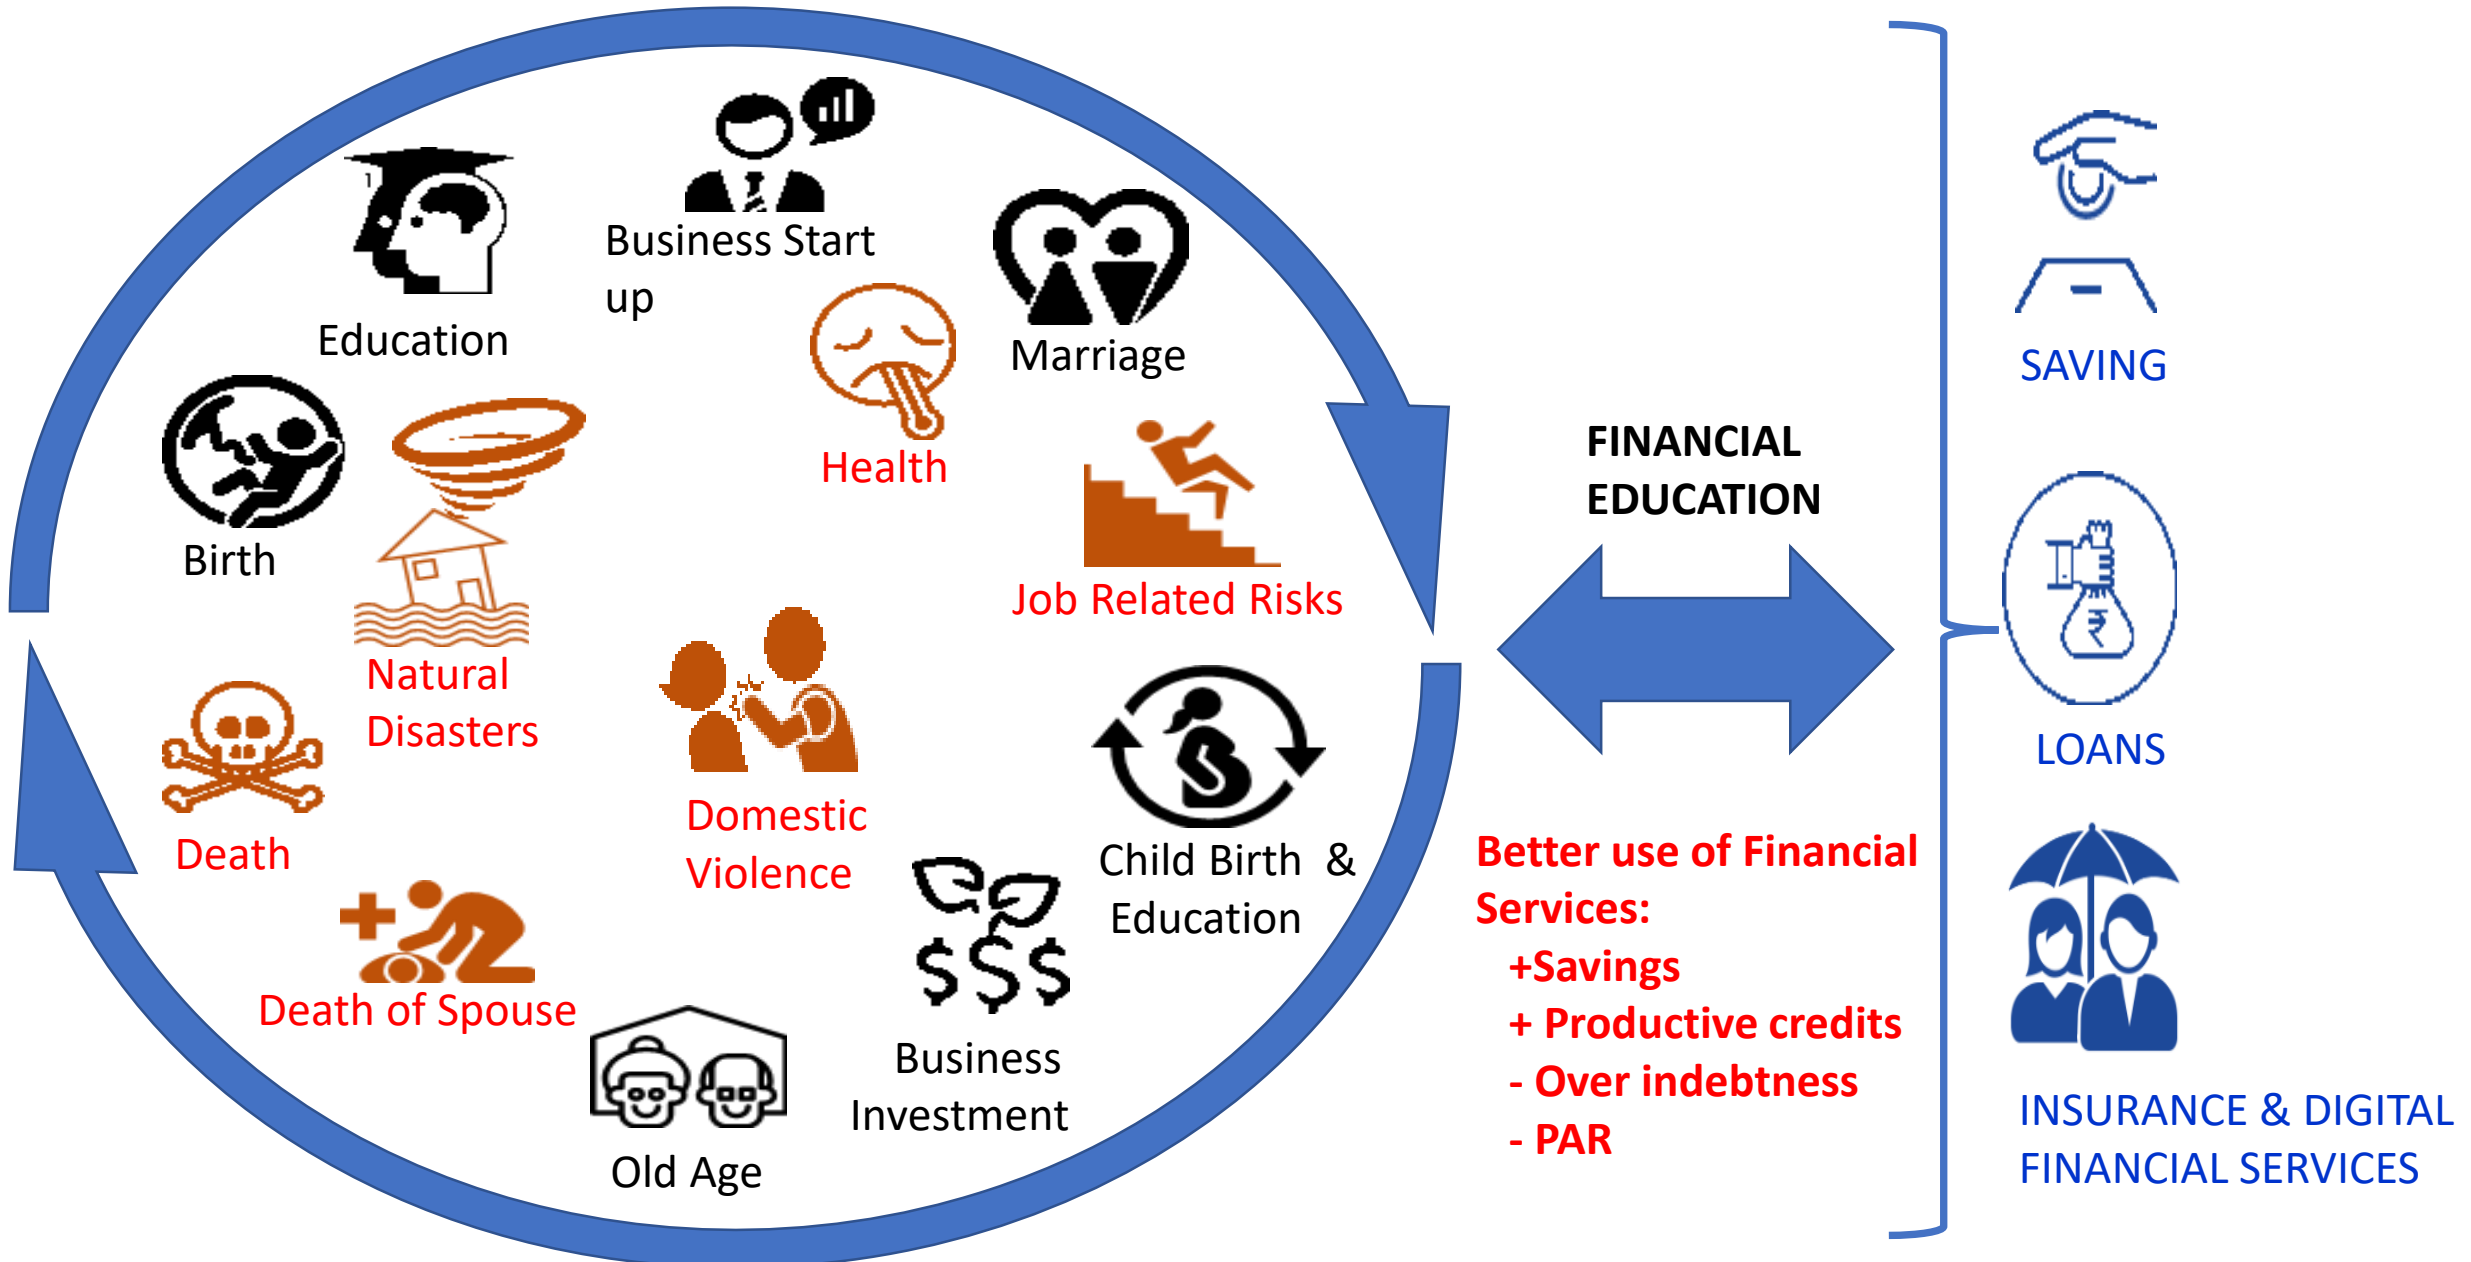 Business Start
up
Education
Marriage
Health
Birth
Job Related Risks
Natural
Disasters
Death
Domestic
Violence
Child Birth &
Education
Death of Spouse
Business
Investment
Old Age
$$$
FINANCIAL
EDUCATION
Better use of Financial
Services:
+Savings
+ Productive credits
- Over indebtness
- PAR
SAVING
₹
LOANS
INSURANCE & DIGITAL
FINANCIAL SERVICES